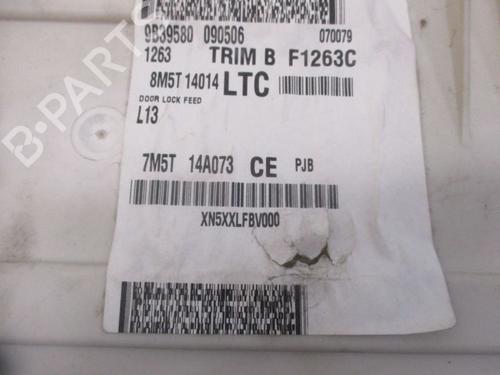 9B39580 090506 070079
1263 TRIM B F1263C
8M5T 14014 LTC
DOOR LOCK FEED
L13
7M5T 14A073 CE PJB
XN5XXLFBV000
B-PARTS